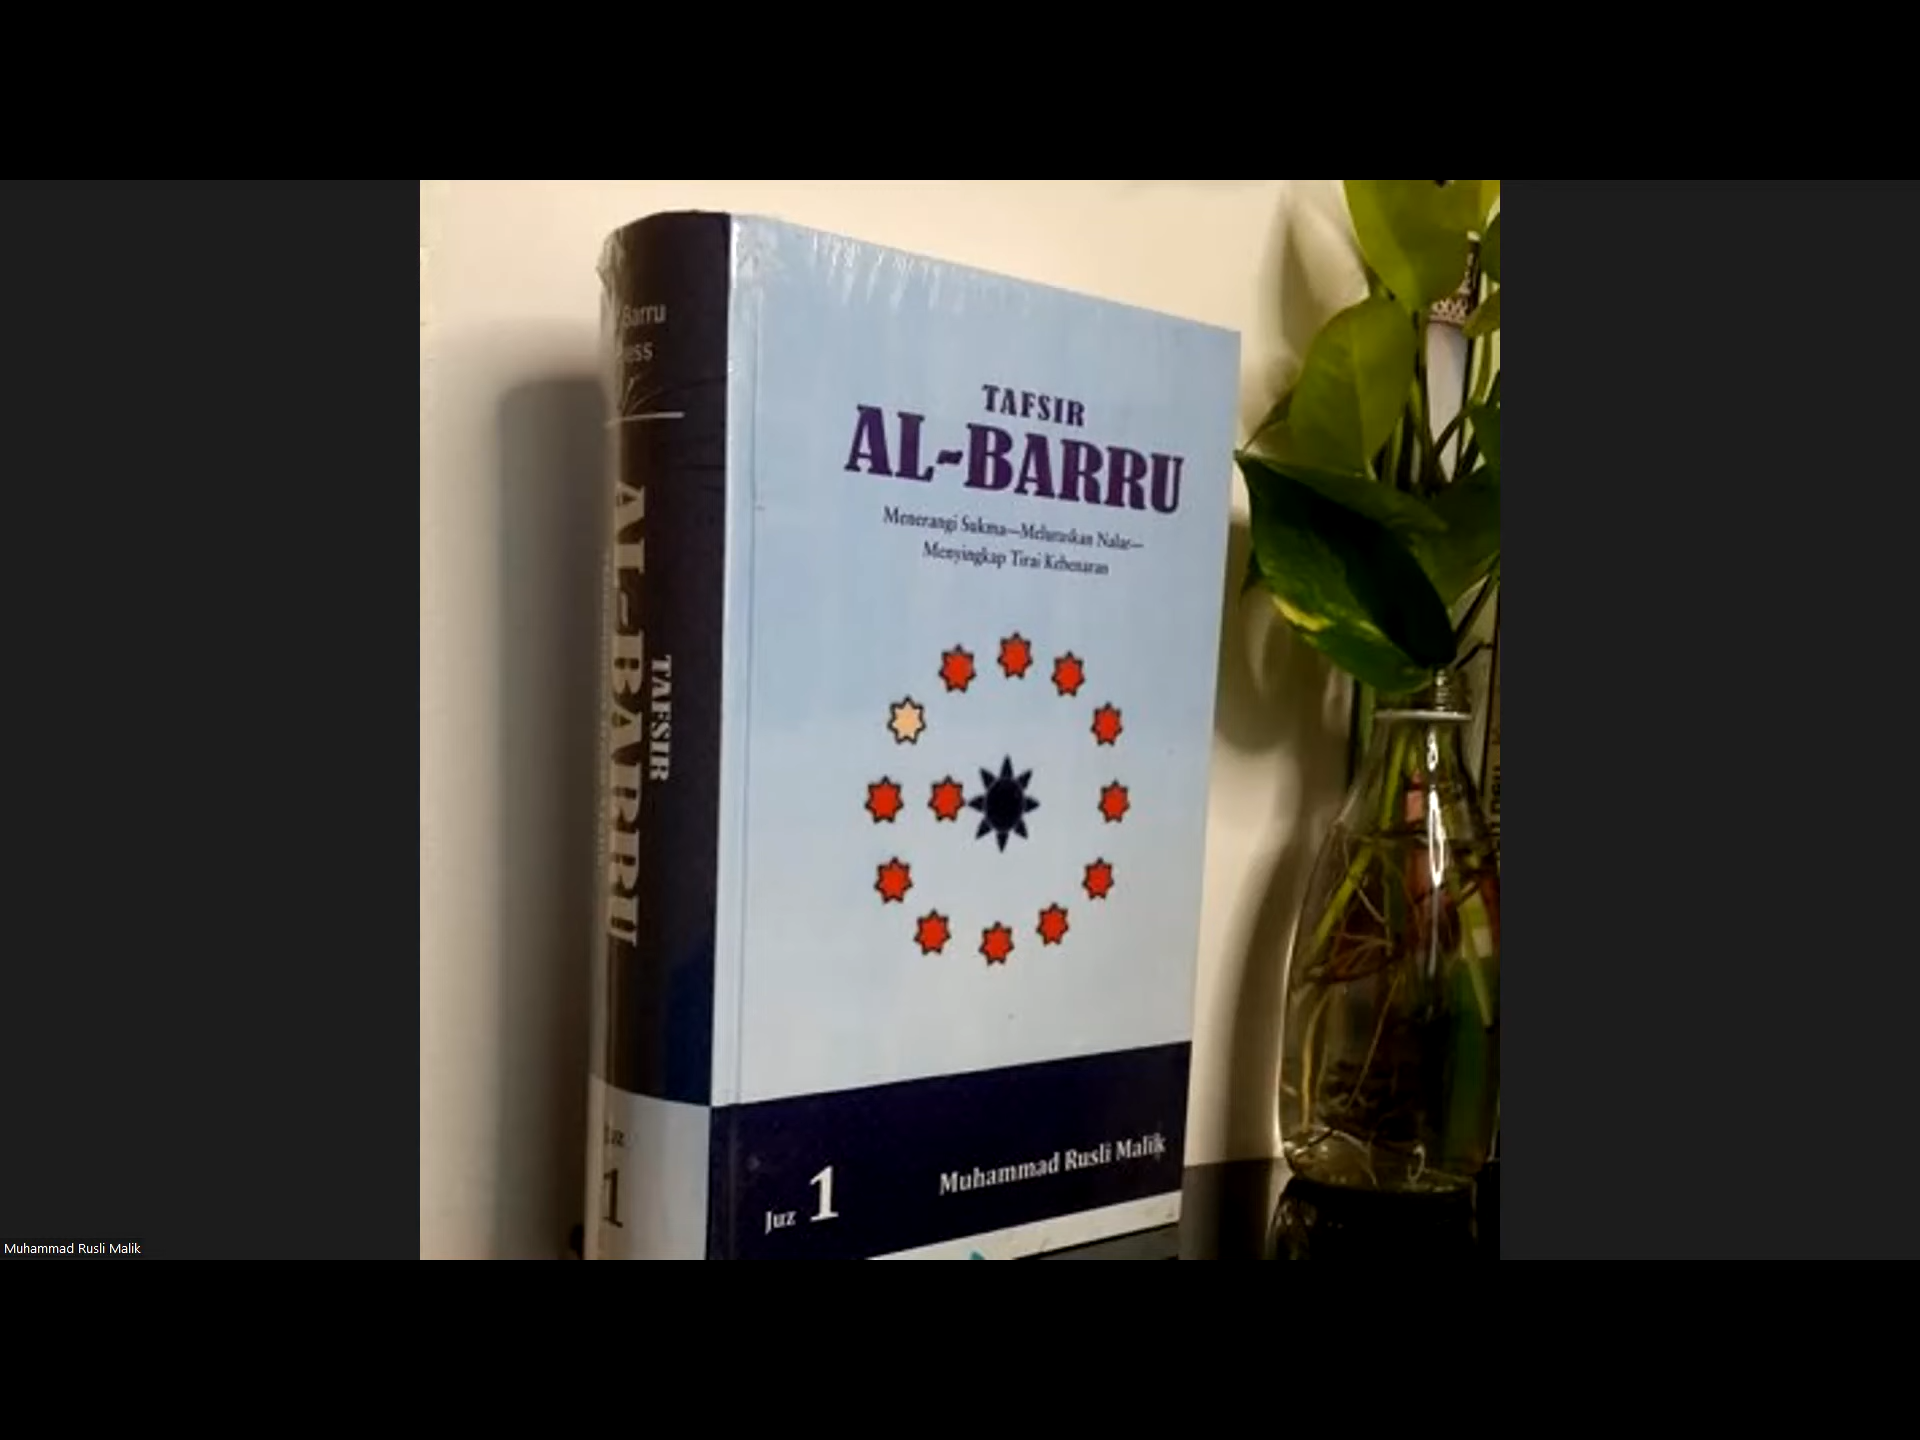 Barru
TAFSIR
AL-BARRU
Menerangi Sukma—Meluruskan Nalar—
Menyingkap Tirai Kebenaran
TAFSIR
AL-BARRU
1
Juz 1
Muhammad Rusli Malik
Muhammad Rusli Malik